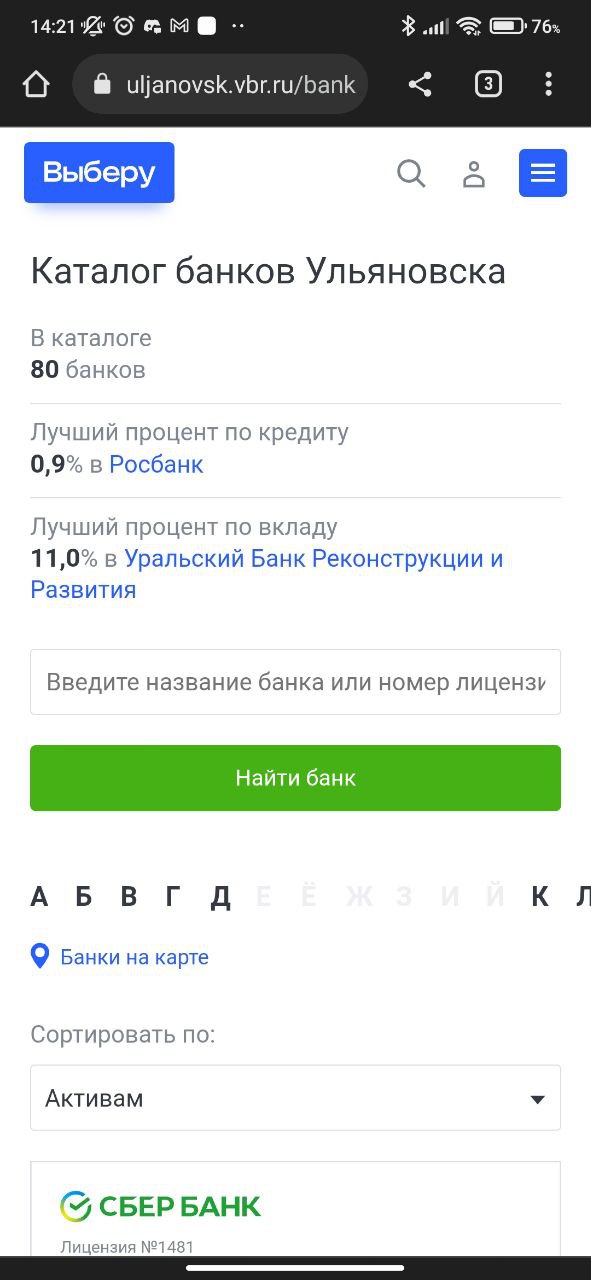 14:21
76%
uljanovsk.vbr.ru/bank
3
Выберу
Каталог банков Ульяновска
В каталоге
80 банков
Лучший процент по кредиту
0,9% в Росбанк
Лучший процент по вкладу
11,0% в Уральский Банк Реконструкции и
Развития
Введите название банка или номер лицензи
Найти банк
А Б В Г Д Е Ё Ж З И Й К Л
Банки на карте
Сортировать по:
Активам
СБЕР БАНК
Лицензия №1481